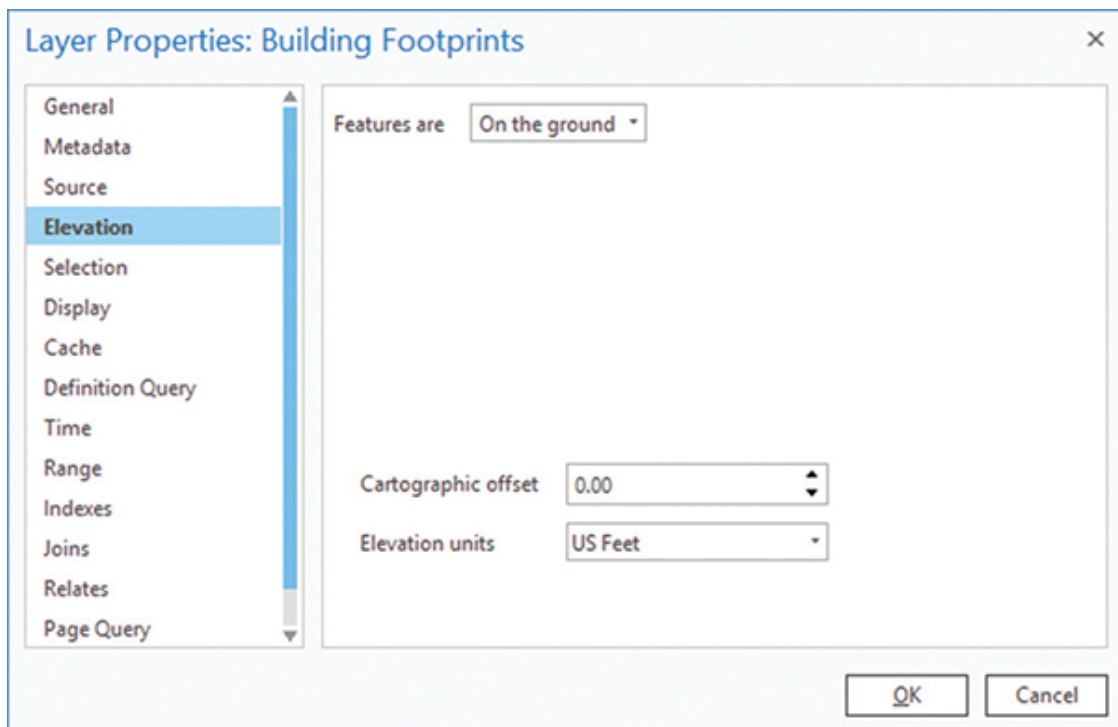 Layer Properties: Building Footprints
General
Metadata
Source
Elevation
Selection
Display
Cache
Definition Query
Time
Range
Indexes
Joins
Relates
Page Query
Features are On the ground
Cartographic offset 0.00
Elevation units US Feet
OK Cancel